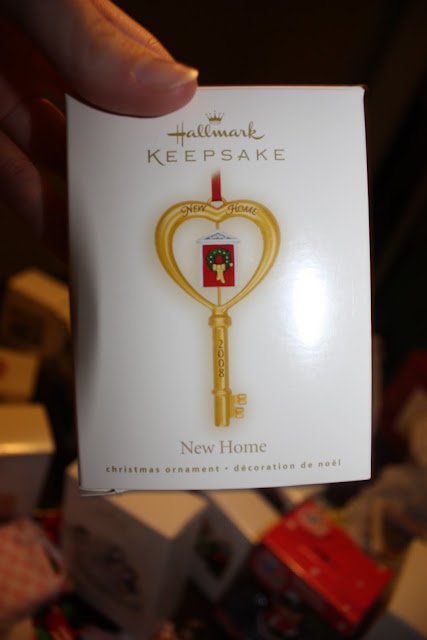 Hallmark
KEEPSAKE
NEW HOME
2008
New Home
christmas ornament • décoration de noël